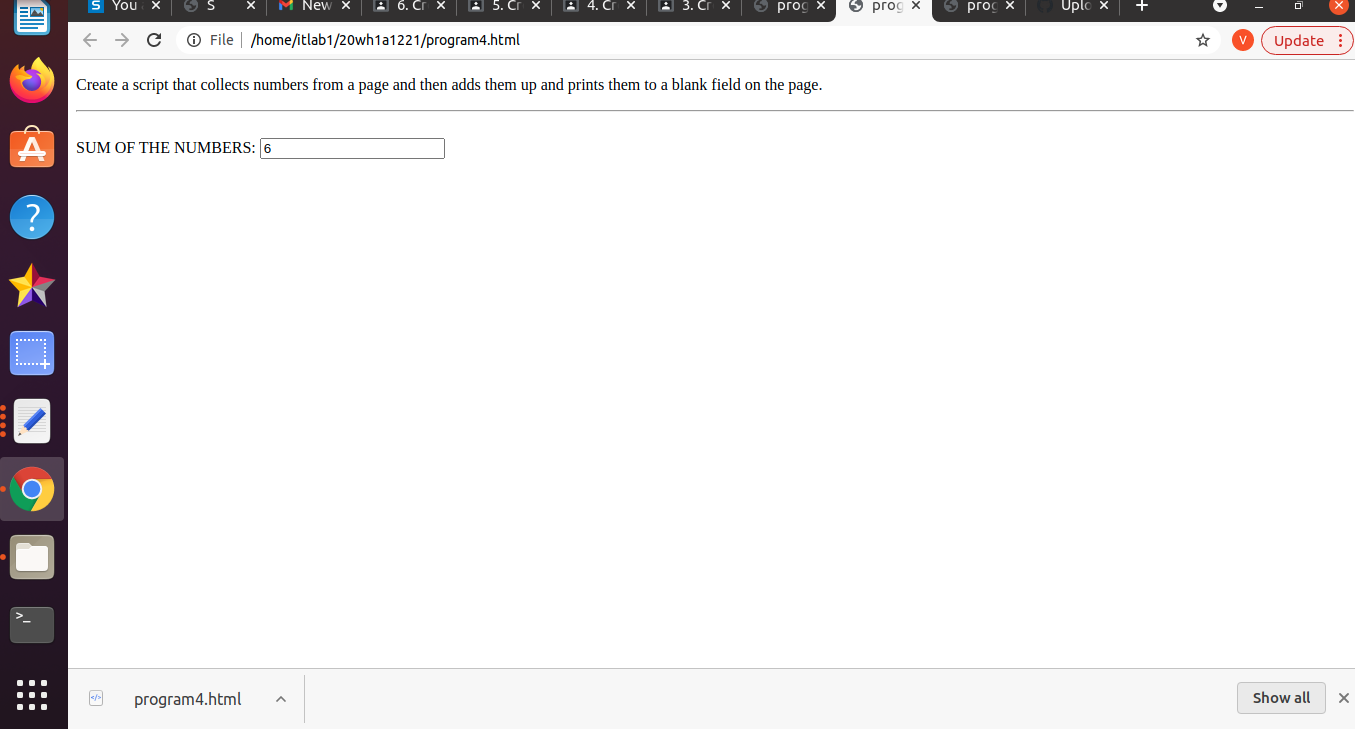 S You
S
New
6. Cr
5. Cr
4. Cr
3. Cr
prog
prog
prog
Uplo
File
/home/itlab1/20wh1a1221/program4.html
V
Update
Create a script that collects numbers from a page and then adds them up and prints them to a blank field on the page.
SUM OF THE NUMBERS: 6
>_
</> program4.html
Show all